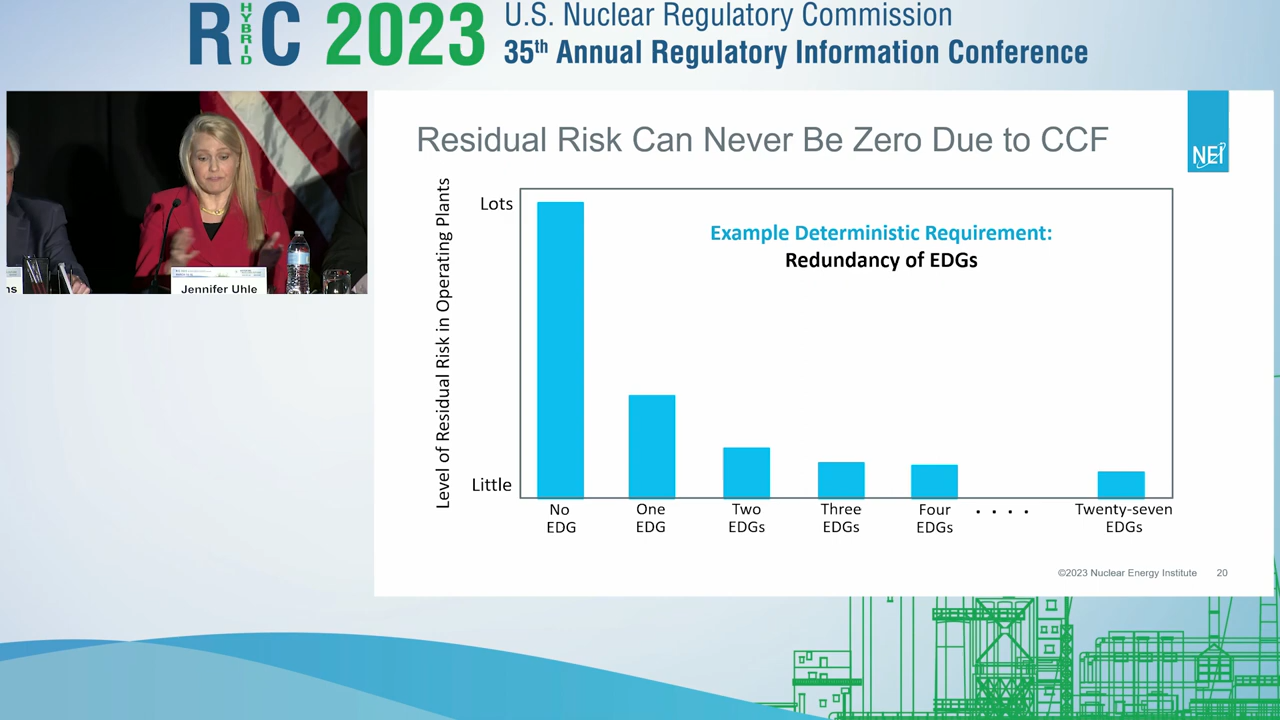 RIC 2023
HYBRID
U.S. Nuclear Regulatory Commission
35th Annual Regulatory Information Conference
ns
Jennifer Uhle
Residual Risk Can Never Be Zero Due to CCF
NEI
Level of Residual Risk in Operating Plants
Lots
Little
Example Deterministic Requirement:
Redundancy of EDGs
No
EDG
One
EDG
Two
EDGs
Three
EDGs
Four
EDGs
. . . .
Twenty-seven
EDGs
©2023 Nuclear Energy Institute 20